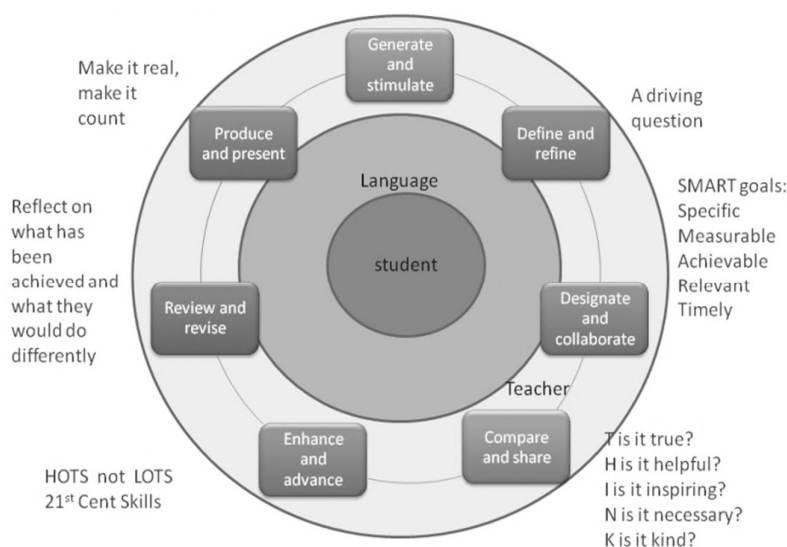 Generate
and
stimulate
Make it real,
make it
count
Produce
and present
Define and
refine
A driving
question
Language
student
SMART goals:
Specific
Measurable
Achievable
Relevant
Timely
Reflect on
what has
been
achieved and
what they
would do
differently
Review and
revise
Designate
and
collaborate
Teacher
Enhance
and
advance
Compare
and share
HOTS not LOTS
21st Cent Skills
T is it true?
H is it helpful?
I is it inspiring?
N is it necessary?
K is it kind?